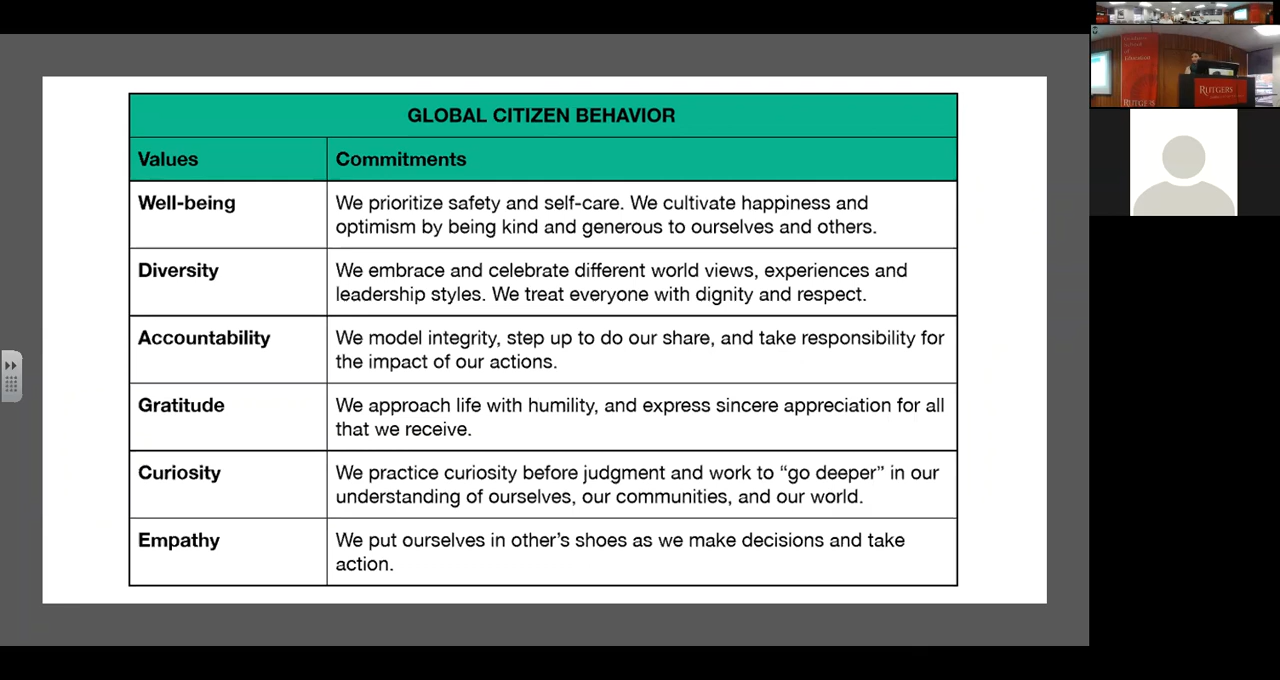 GLOBAL CITIZEN BEHAVIOR
Values
Commitments
Well-being
We prioritize safety and self-care. We cultivate happiness and
optimism by being kind and generous to ourselves and others.
Diversity
We embrace and celebrate different world views, experiences and
leadership styles. We treat everyone with dignity and respect.
Accountability
We model integrity, step up to do our share, and take responsibility for
the impact of our actions.
Gratitude
We approach life with humility, and express sincere appreciation for all
that we receive.
Curiosity
We practice curiosity before judgment and work to “go deeper” in our
understanding of ourselves, our communities, and our world.
Empathy
We put ourselves in other’s shoes as we make decisions and take
action.
Graduate
School
of
Education
RUTGERS
RUTGERS